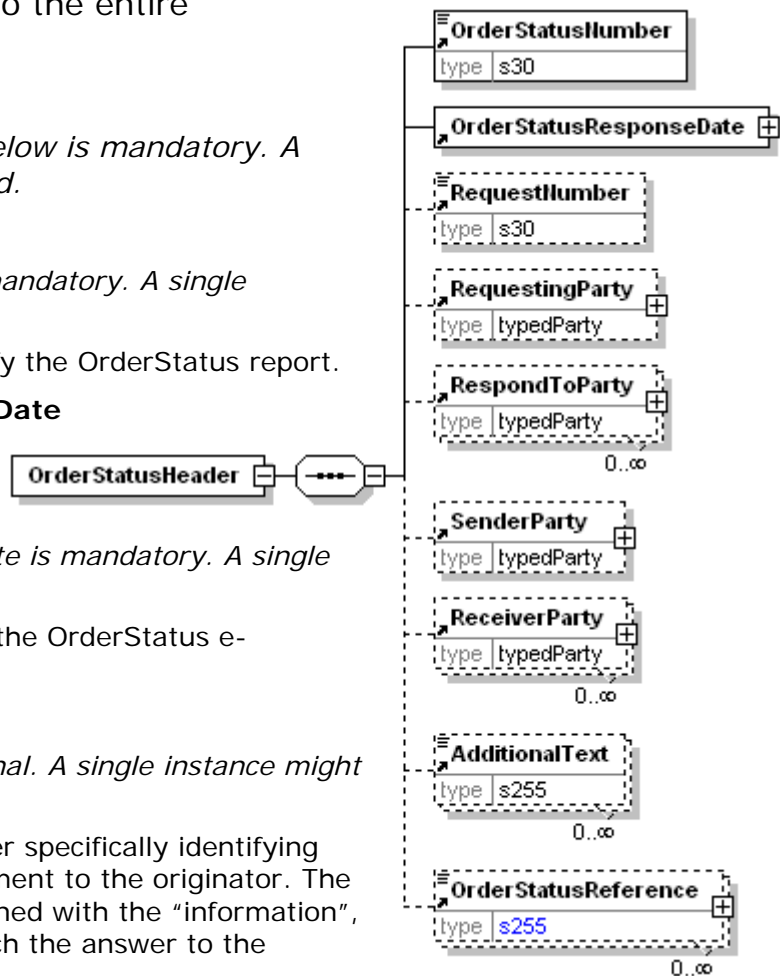 o the entire
elow is mandatory. A
d.
nandatory. A single
y the OrderStatus report.
Date
te is mandatory. A single
the OrderStatus e-
nal. A single instance might
er specifically identifying
nent to the originator. The
ned with the “information”,
ch the answer to the
OrderStatusHeader
OrderStatusNumber
type s30
OrderStatusResponseDate
RequestNumber
type s30
RequestingParty
type typedParty
RespondToParty
type typedParty
0..∞
SenderParty
type typedParty
ReceiverParty
type typedParty
0..∞
AdditionalText
type s255
0..∞
OrderStatusReference
type s255
0..∞